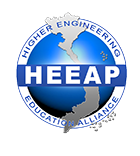 HIGHER ENGINEERING
HEEAP
EDUCATION ALLIANCE